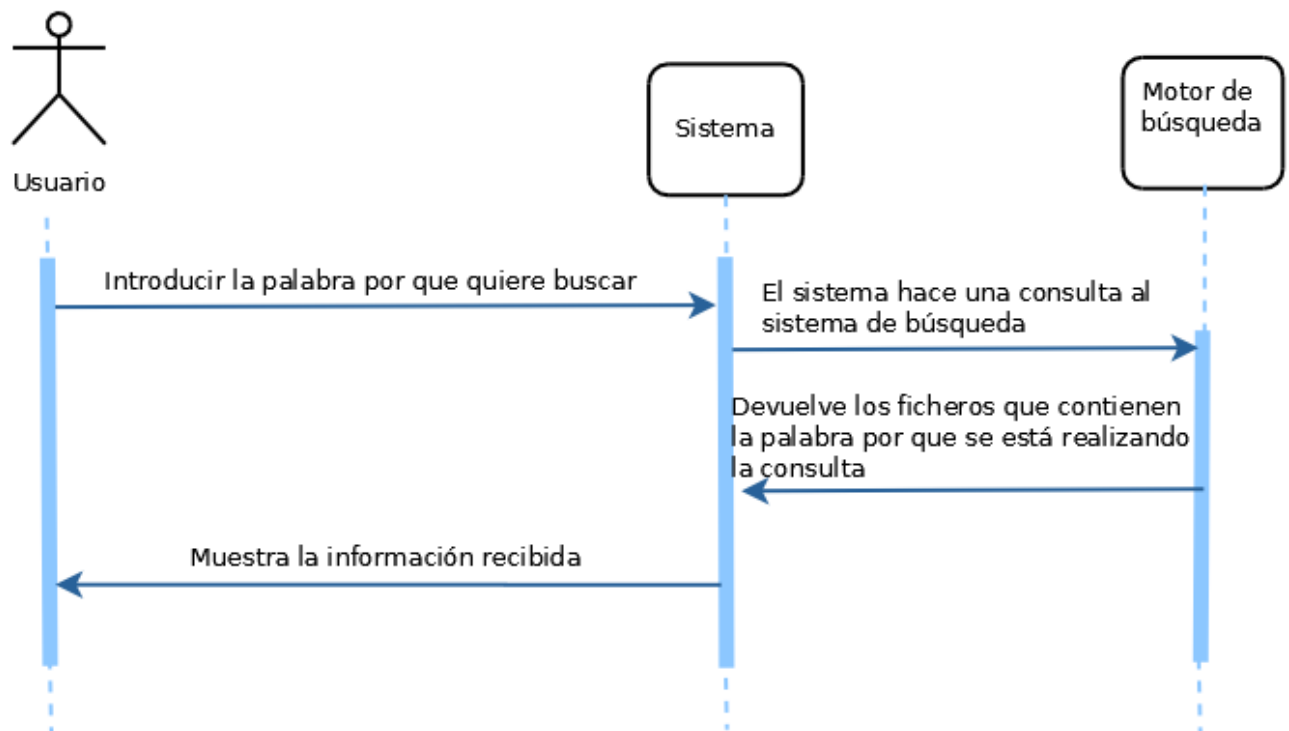 Usuario
Sistema
Motor de
búsqueda
Introducir la palabra por que quiere buscar
El sistema hace una consulta al
sistema de búsqueda
Devuelve los ficheros que contienen
la palabra por que se está realizando
la consulta
Muestra la información recibida